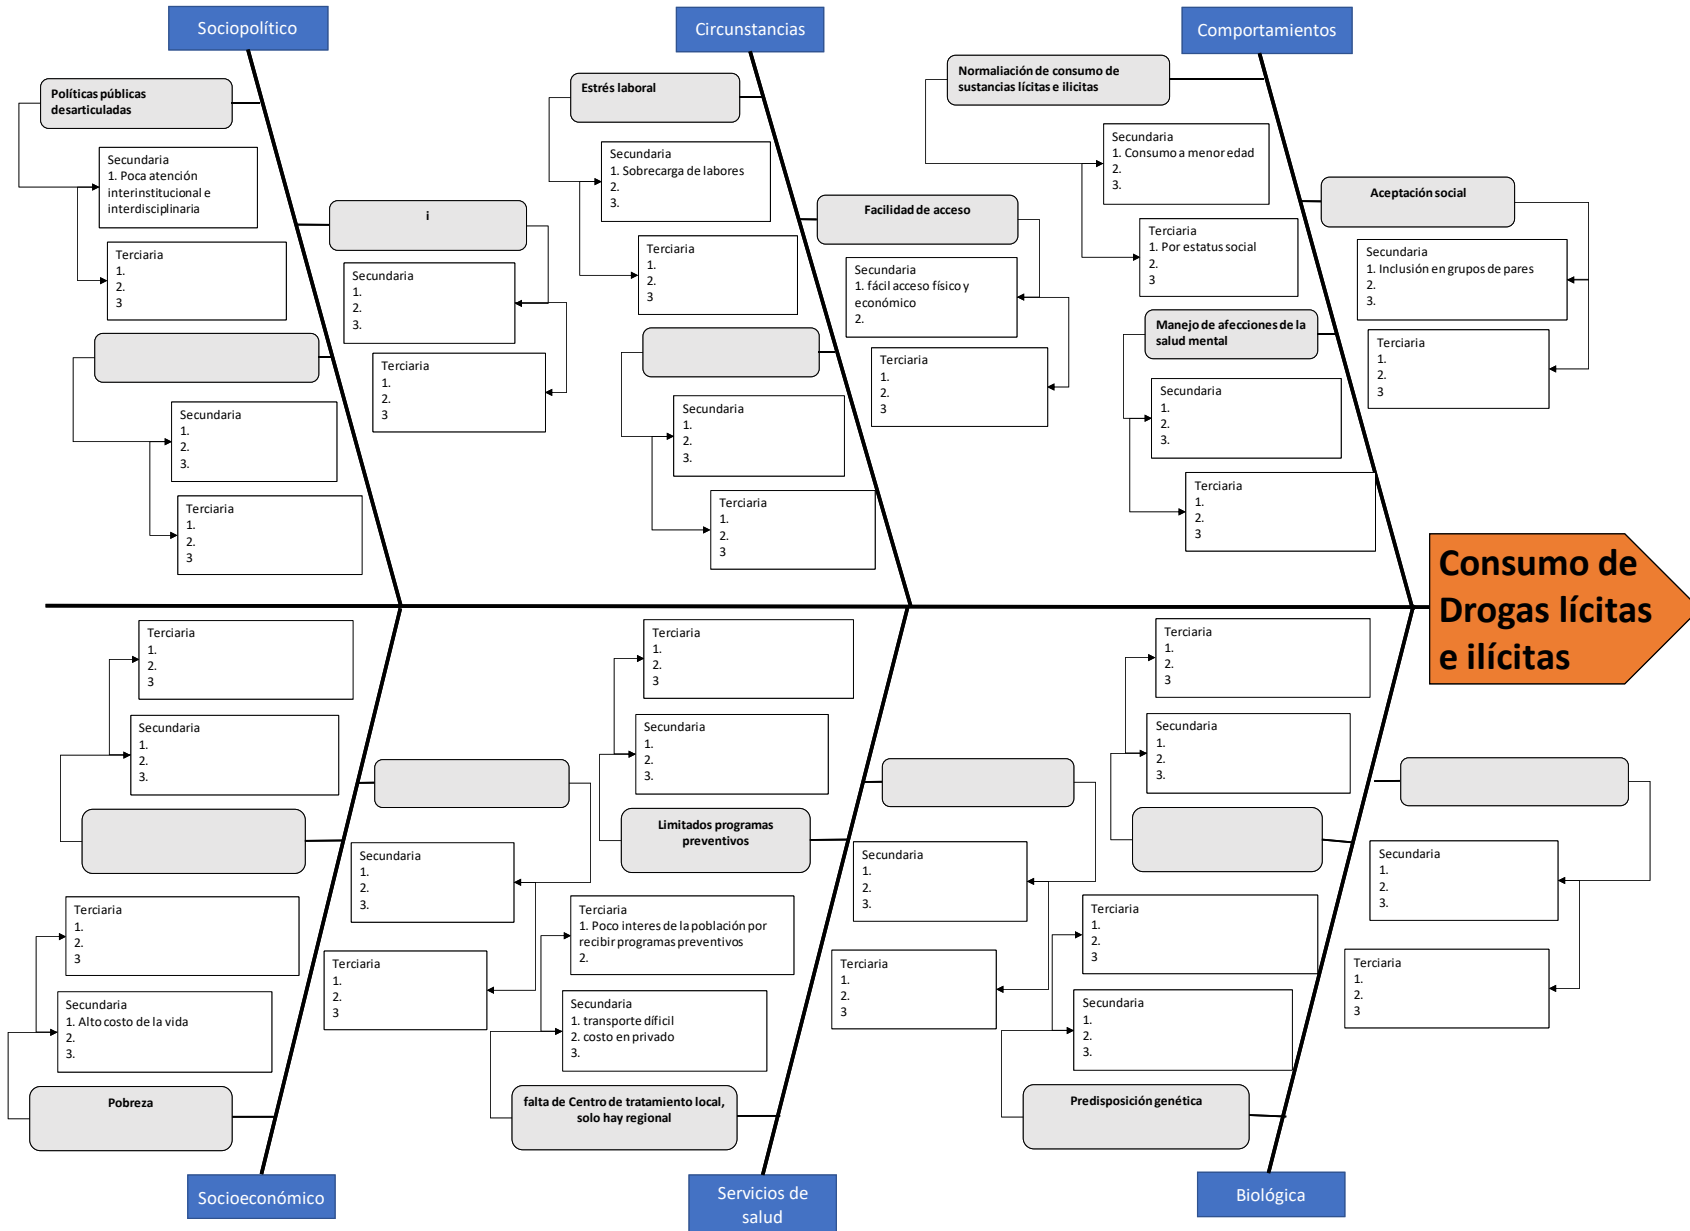 Sociopolítico
Circunstancias
Comportamientos
Políticas públicas
desarticuladas
Secundaria
1. Poca atención
interinstitucional e
interdisciplinaria
Terciaria
1.
2.
3
i
Secundaria
1.
2.
3.
Terciaria
1.
2.
3
Secundaria
1.
2.
3.
Terciaria
1.
2.
3
Estrés laboral
Secundaria
1. Sobrecarga de labores
2.
3.
Terciaria
1.
2.
3
Facilidad de acceso
Secundaria
1. fácil acceso físico y
económico
2.
Terciaria
1.
2.
3
Secundaria
1.
2.
3.
Terciaria
1.
2.
3
Normaliación de consumo de
sustancias lícitas e ilicitas
Secundaria
1. Consumo a menor edad
2.
3.
Terciaria
1. Por estatus social
2.
3
Aceptación social
Secundaria
1. Inclusión en grupos de pares
2.
3.
Terciaria
1.
2.
3
Manejo de afecciones de la
salud mental
Secundaria
1.
2.
3.
Terciaria
1.
2.
3
Consumo de
Drogas lícitas
e ilícitas
Terciaria
1.
2.
3
Secundaria
1.
2.
3.
Secundaria
1.
2.
3.
Terciaria
1.
2.
3
Terciaria
1.
2.
3
Secundaria
1. Alto costo de la vida
2.
3.
Pobreza
Terciaria
1.
2.
3
Secundaria
1.
2.
3.
Limitados programas
preventivos
Secundaria
1.
2.
3.
Terciaria
1.
2.
3
Terciaria
1. Poco interes de la población por
recibir programas preventivos
2.
Secundaria
1. transporte díficil
2. costo en privado
3.
falta de Centro de tratamiento local,
solo hay regional
Terciaria
1.
2.
3
Secundaria
1.
2.
3.
Secundaria
1.
2.
3.
Terciaria
1.
2.
3
Terciaria
1.
2.
3
Secundaria
1.
2.
3.
Predisposición genética
Socioeconómico
Servicios de
salud
Biológica